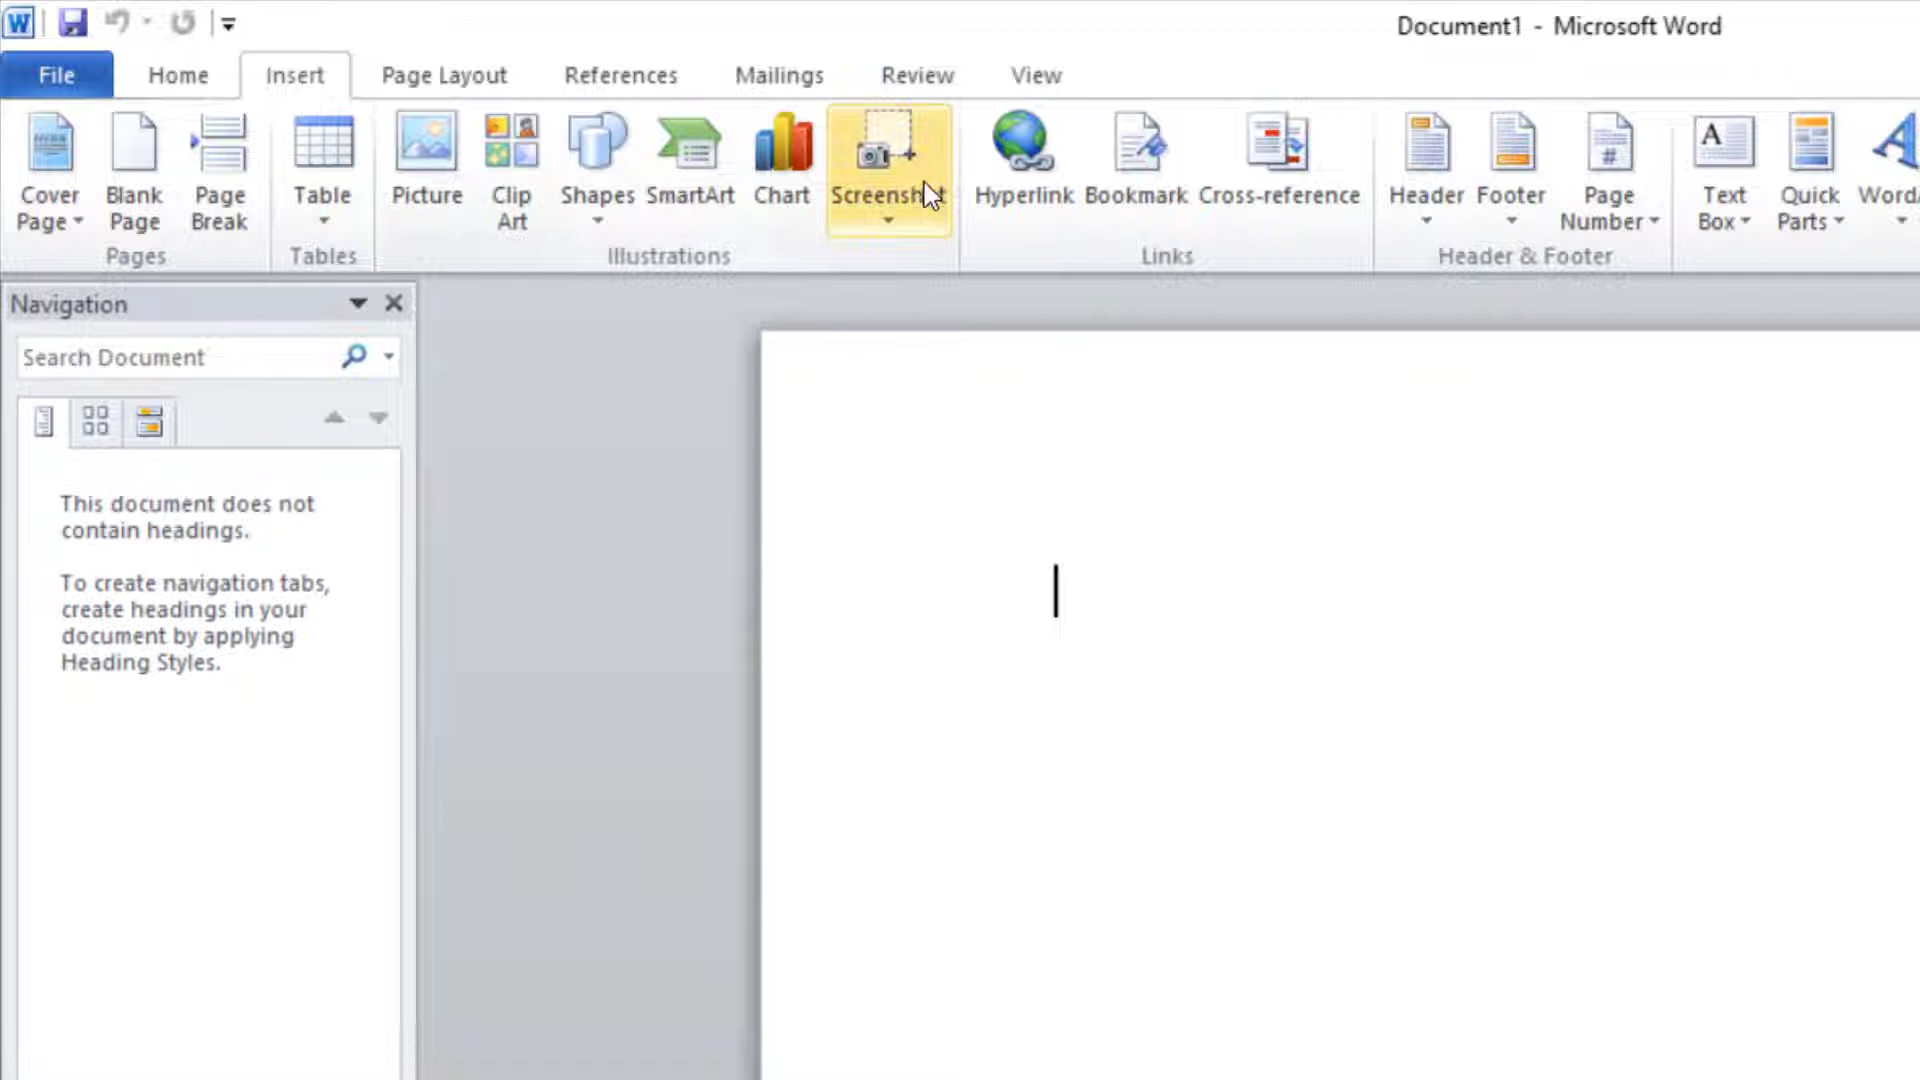 Document1 - Microsoft Word
File Home Insert Page Layout References Mailings Review View
Cover Page
Blank Page
Page Break
Table
Picture
Clip Art
Shapes
SmartArt
Chart
Screenshot
Hyperlink
Bookmark
Cross-reference
Header
Footer
Page Number
Text Box
Quick Parts
Pages Tables Illustrations Links Header & Footer
Navigation
Search Document
This document does not
contain headings.
To create navigation tabs,
create headings in your
document by applying
Heading Styles.